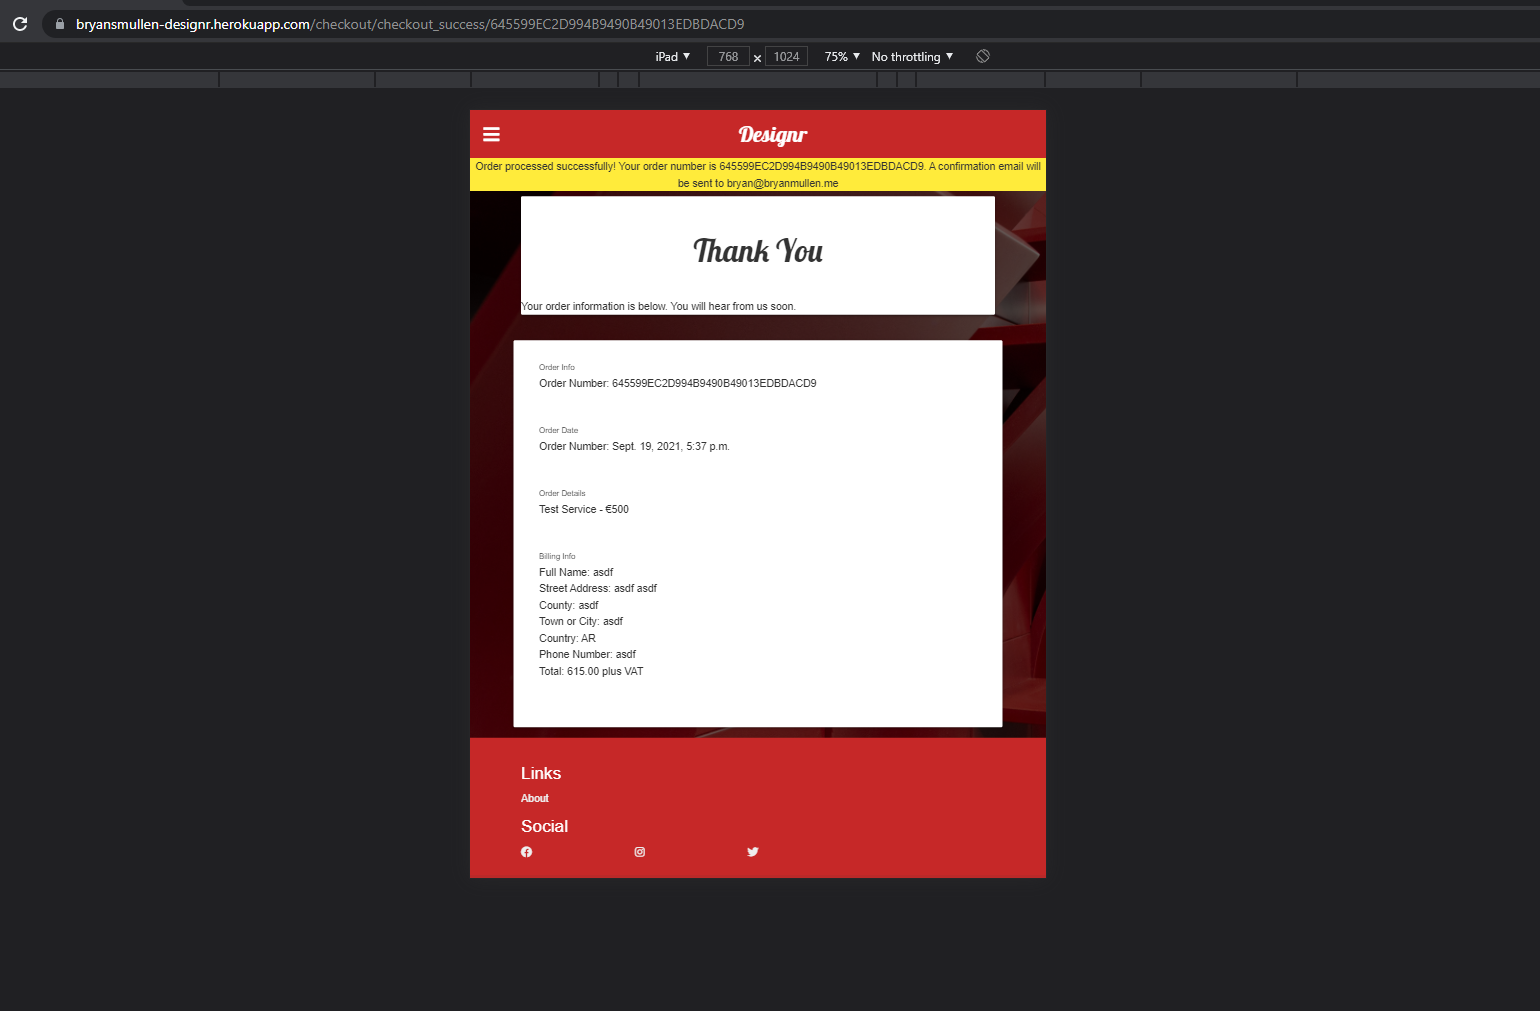 bryansmullen-designr.herokuapp.com/checkout/checkout_success/645599EC2D994B9490B49013EDBDACD9
iPad ▼ 768 × 1024 75% ▼ No throttling ▼
Designr
Order processed successfully! Your order number is 645599EC2D994B9490B49013EDBDACD9. A confirmation email will
be sent to bryan@bryanmullen.me
Thank You
Your order information is below. You will hear from us soon.
Order Info
Order Number: 645599EC2D994B9490B49013EDBDACD9
Order Date
Order Number: Sept. 19, 2021, 5:37 p.m.
Order Details
Test Service - €500
Billing Info
Full Name: asdf
Street Address: asdf asdf
County: asdf
Town or City: asdf
Country: AR
Phone Number: asdf
Total: 615.00 plus VAT
Links
About
Social